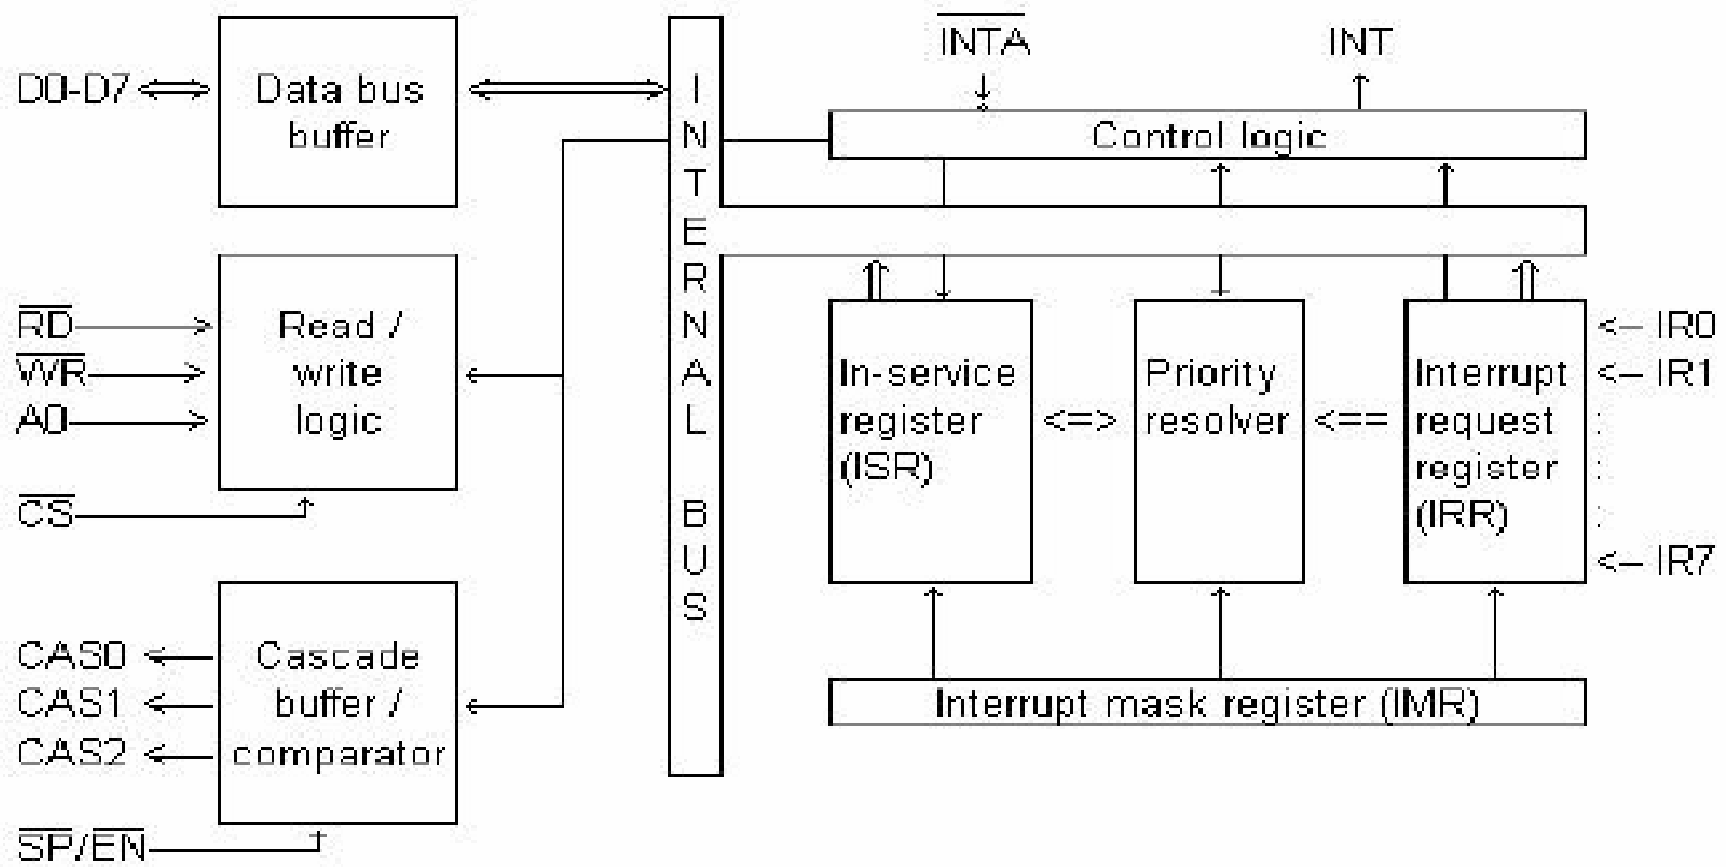 INTA
INT
D0-D7
Data bus
buffer
Control logic
INTERNAL BUS
RD
WR
A0
CS
Read /
write
logic
In-service
register
(ISR)
<=>
Priority
resolver
<==
Interrupt
request
register
(IRR)
<– IR0
<– IR1
:
:
:
<– IR7
CAS0
CAS1
CAS2
Cascade
buffer /
comparator
Interrupt mask register (IMR)
SP/EN